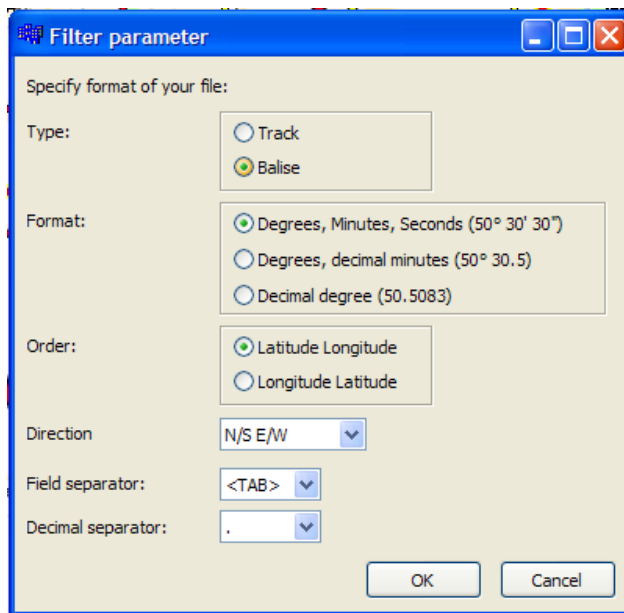 Filter parameter
Specify format of your file:
Type:
Track
Balise
Format:
Degrees, Minutes, Seconds (50° 30' 30")
Degrees, decimal minutes (50° 30.5)
Decimal degree (50.5083)
Order:
Latitude Longitude
Longitude Latitude
Direction
N/S E/W
Field separator:
<TAB>
Decimal separator:
.
OK
Cancel